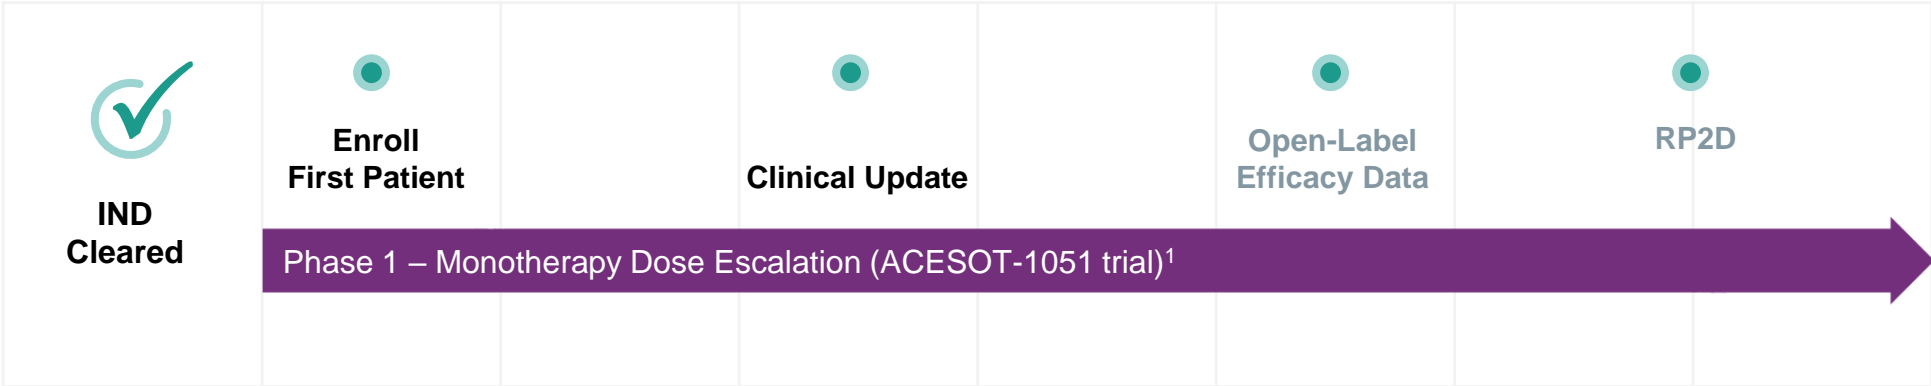 IND
Cleared
Enroll
First Patient
Clinical Update
Open-Label
Efficacy Data
RP2D
Phase 1 – Monotherapy Dose Escalation (ACESOT-1051 trial)¹